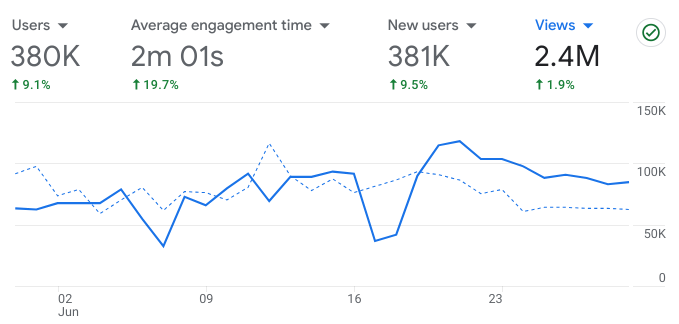 Users Average engagement time New users Views
380K 2m 01s 381K 2.4M
9.1% 19.7% 9.5% 1.9%
150K
100K
50K
0
02 09 16 23
Jun